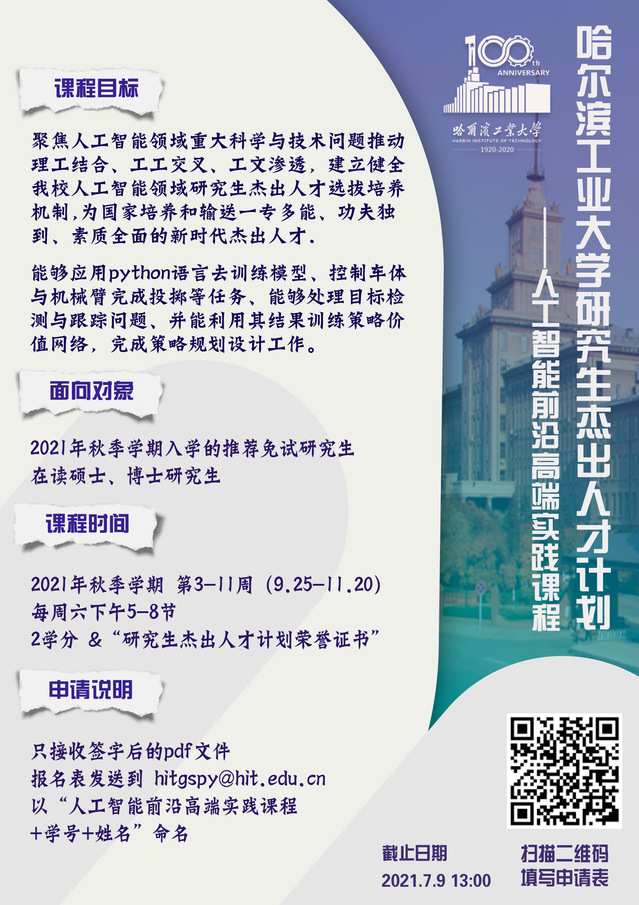 100th
ANNIVERSARY
哈尔滨工业大学
HARBIN INSTITUTE OF TECHNOLOGY
1920-2020
哈尔滨工业大学研究生杰出人才计划
——人工智能前沿高端实践课程
课程目标
聚焦人工智能领域重大科学与技术问题推动
理工结合、工工交叉、工文渗透，建立健全
我校人工智能领域研究生杰出人才选拔培养
机制,为国家培养和输送一专多能、功夫独
到、素质全面的新时代杰出人才.
能够应用python语言去训练模型、控制车体
与机械臂完成投掷等任务、能够处理目标检
测与跟踪问题、并能利用其结果训练策略价
值网络，完成策略规划设计工作。
面向对象
2021年秋季学期入学的推荐免试研究生
在读硕士、博士研究生
课程时间
2021年秋季学期 第3-11周（9.25-11.20）
每周六下午5-8节
2学分 &“研究生杰出人才计划荣誉证书”
申请说明
只接收签字后的pdf文件
报名表发送到 hitgspy@hit.edu.cn
以“人工智能前沿高端实践课程
+学号+姓名”命名
截止日期
2021.7.9 13:00
扫描二维码
填写申请表